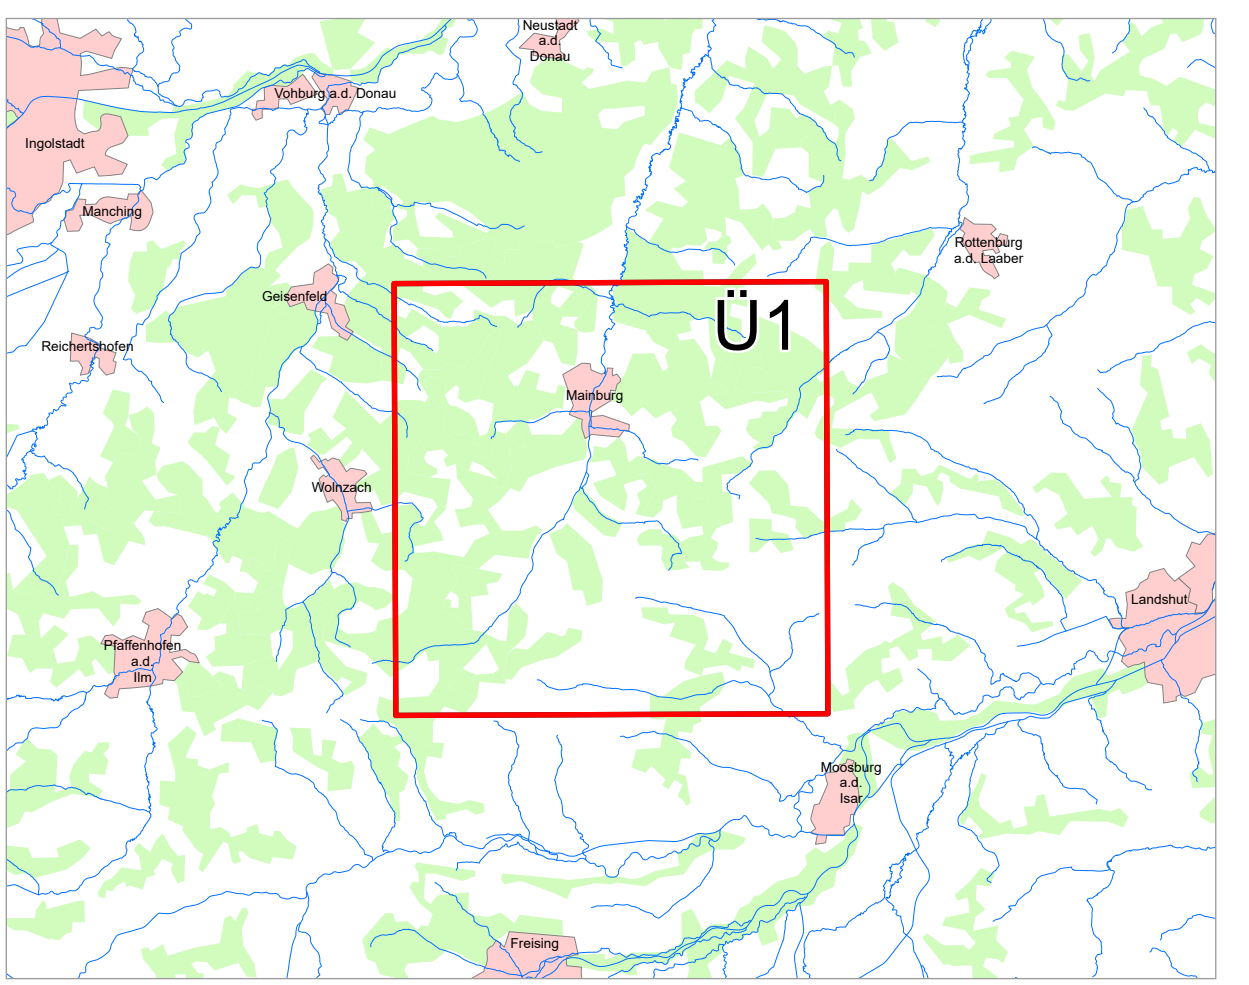 Neustadt
a.d.
Donau
Vohburg a.d. Donau
Ingolstadt
Manching
Rottenburg
a.d. Laaber
Geisenfeld
Ü1
Reichertshofen
Mainburg
Wolnzach
Landshut
Pfaffenhofen
a.d.
Ilm
Moosburg
a.d.
Isar
Freising